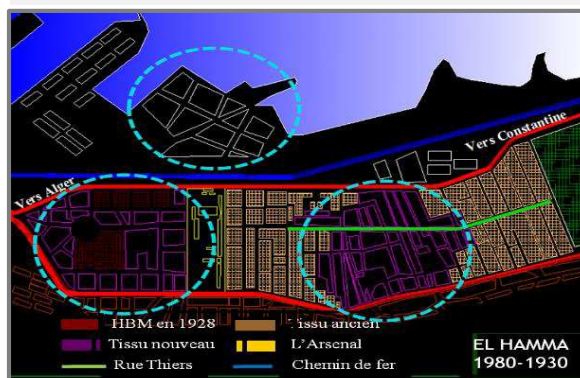 Vers Constantine
Vers Alger
HBM en 1928
issu ancien
Tissu nouveau
L'Arsenal
Rue Thiers
Chemin de fer
EL HAMMA
1980-1930